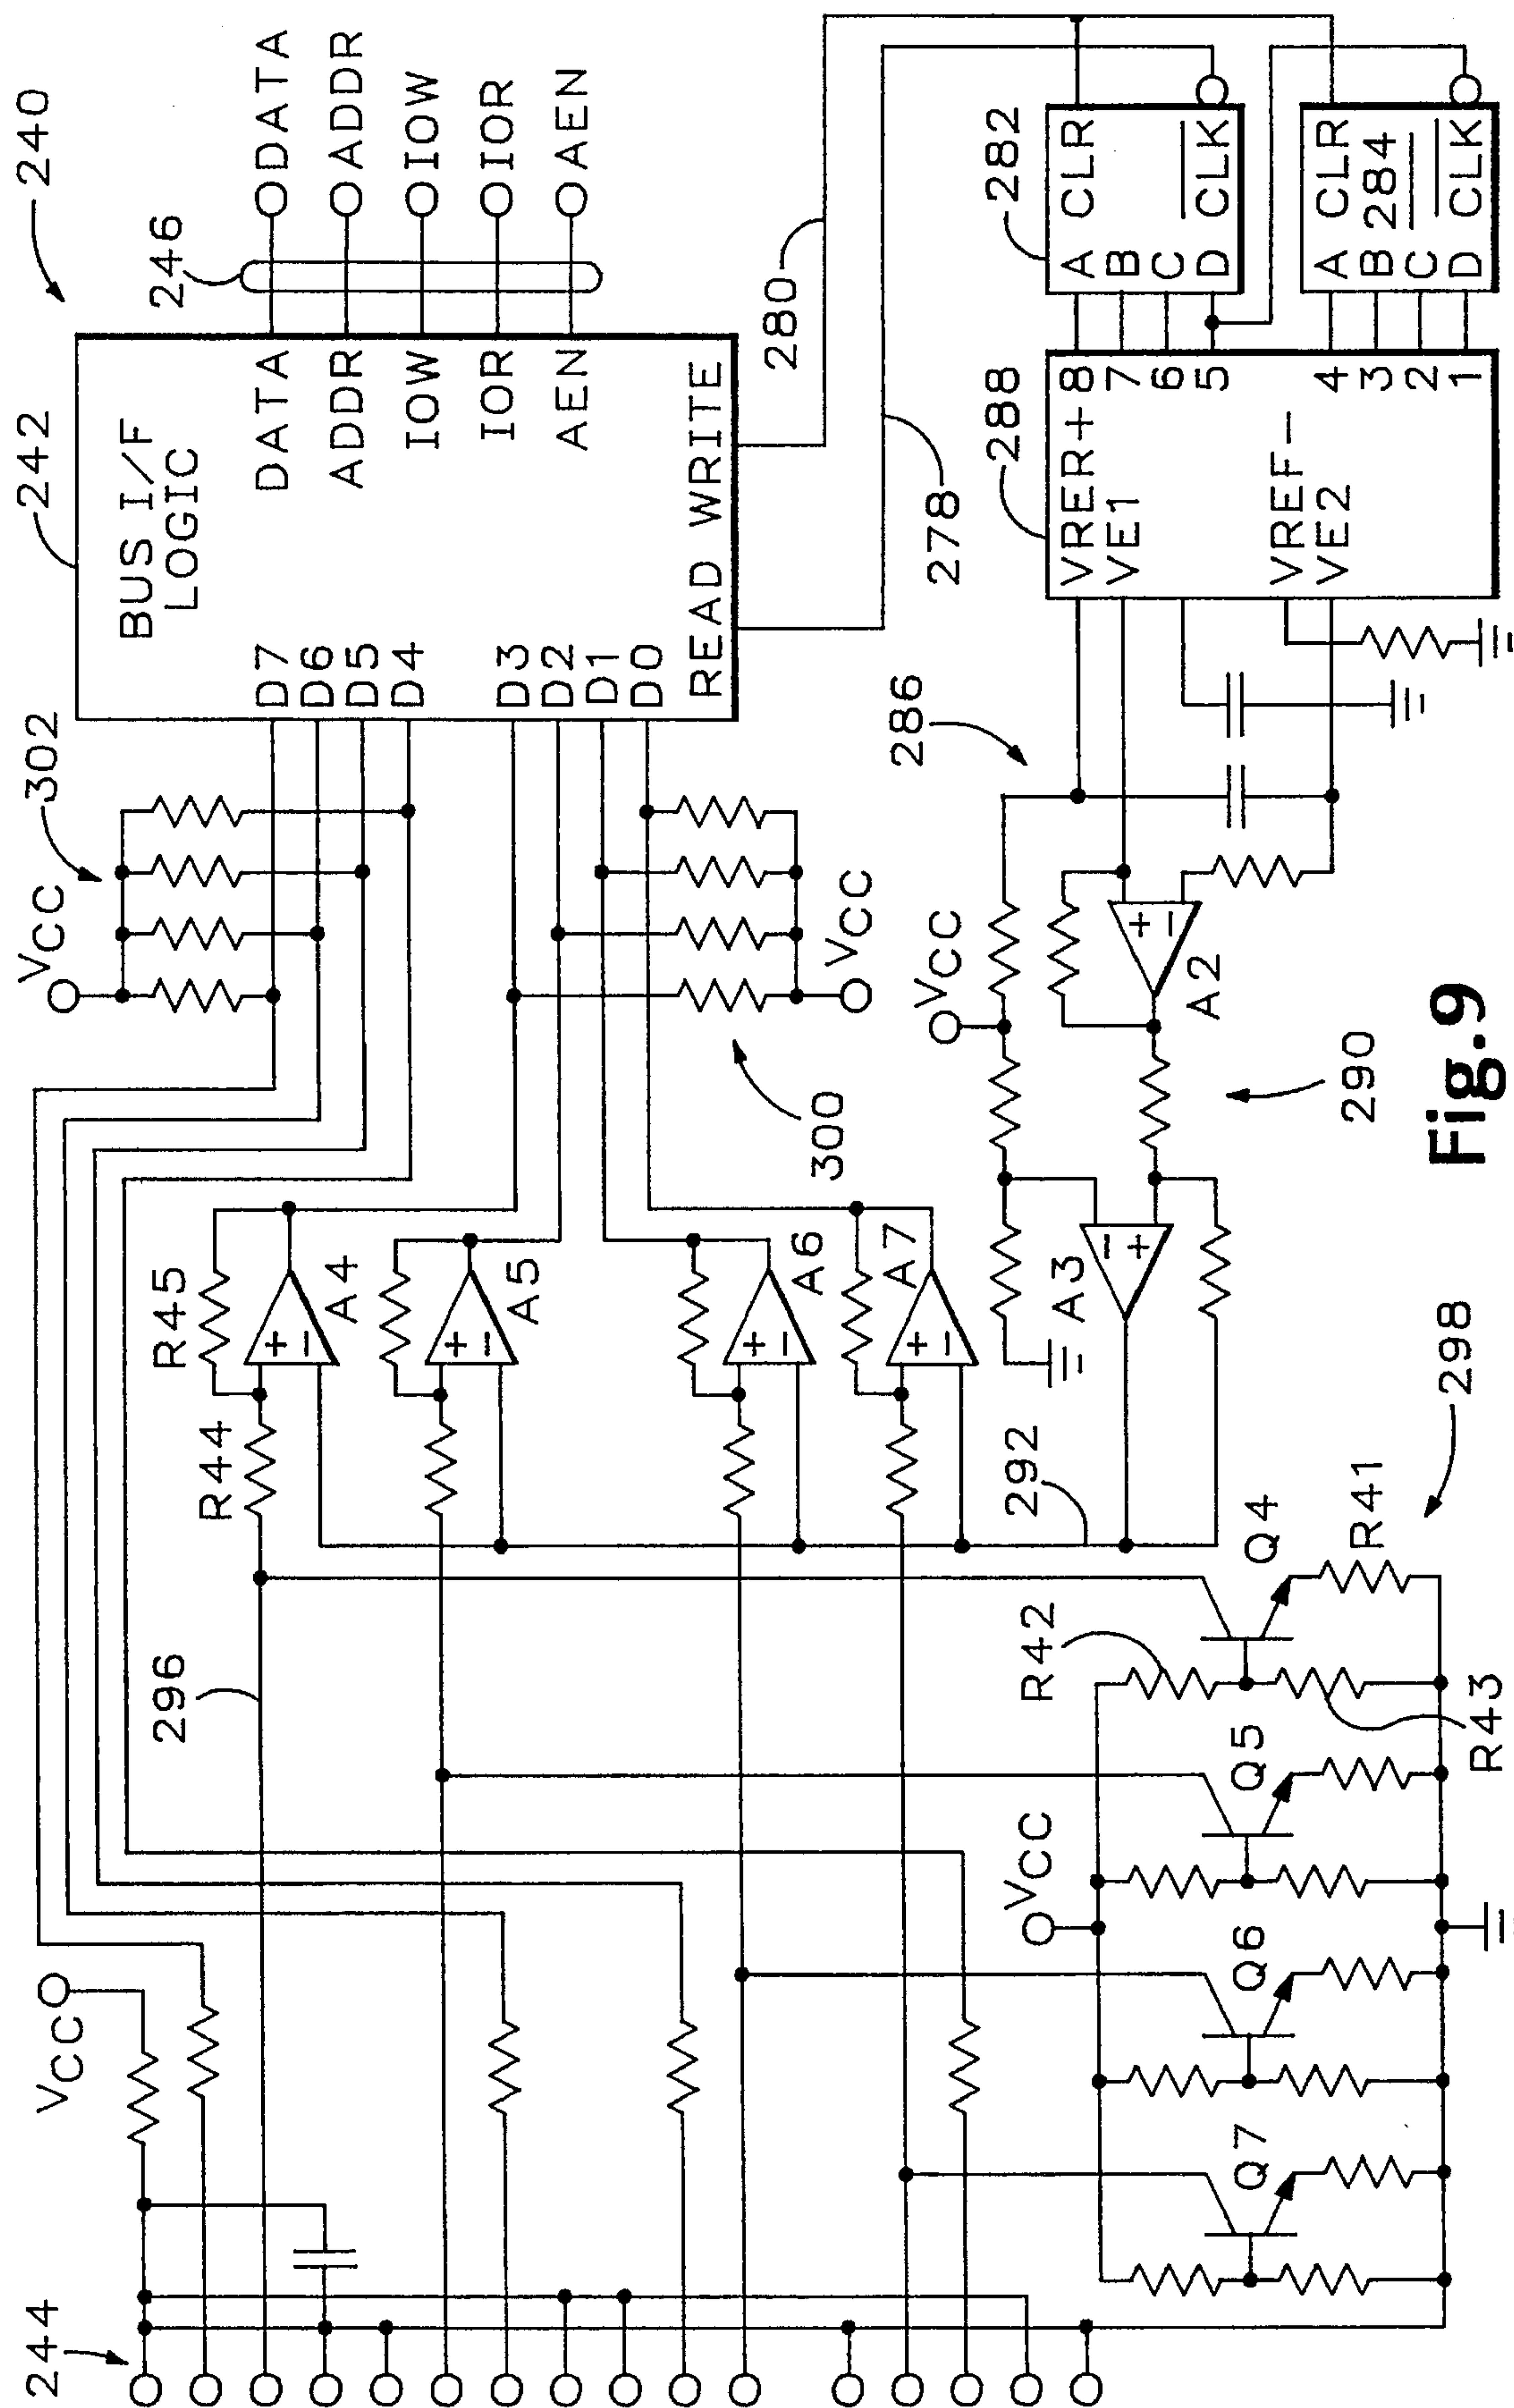 240
242
246
BUS I/F
LOGIC
DATA
ADDR
IOW
IOR
AEN
DATA
ADDR
IOW
IOR
AEN
D7
D6
D5
D4
D3
D2
D1
D0
READ WRITE
302
VCC
VCC
300
280
278
282
A CLR
B
C
D CLK
A CLR
B 284
C
D CLK
288
VRER+ 8
VE1 7
6
5
VREF- 4
VE2 3
2
1
286
VCC
A2
290
A3
R45
R44
A4
A5
A6
A7
292
296
298
Q4
R41
R42
R43
Q5
VCC
Q6
Q7
VCC
244
Fig.9